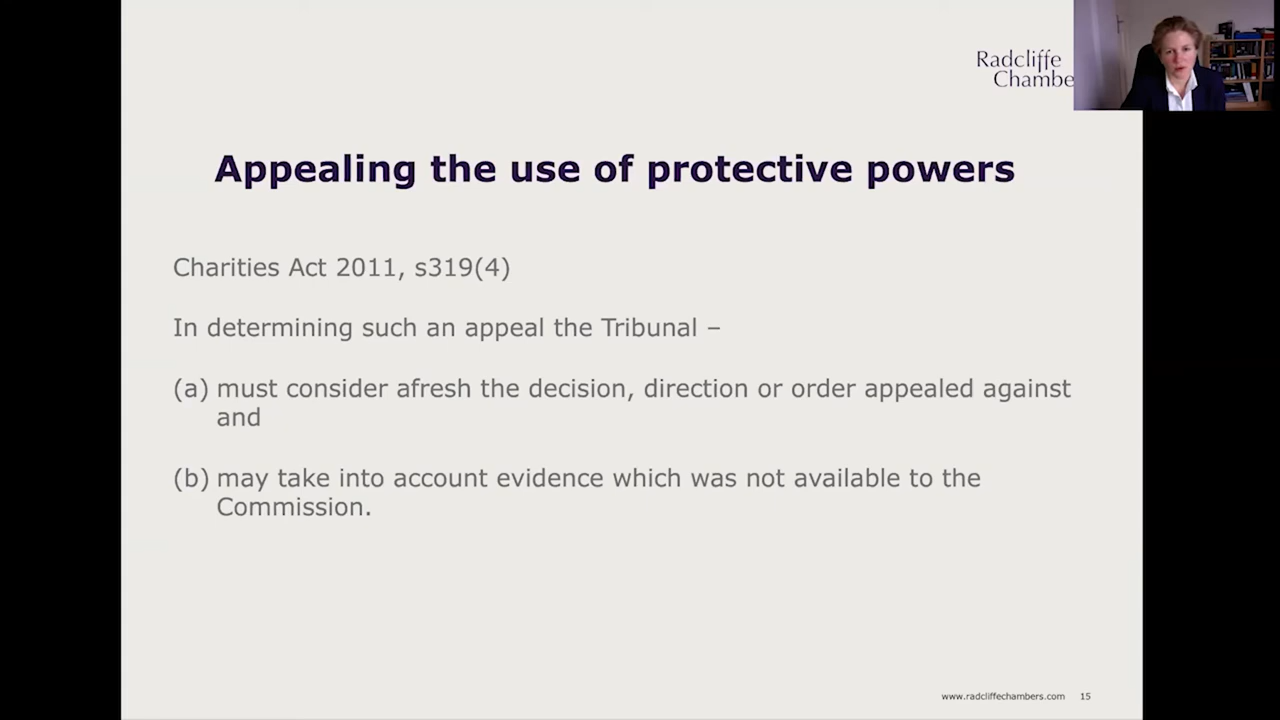 Radcliffe
Chambe
Appealing the use of protective powers
Charities Act 2011, s319(4)
In determining such an appeal the Tribunal –
(a) must consider afresh the decision, direction or order appealed against
and
(b) may take into account evidence which was not available to the
Commission.
www.radcliffechambers.com 15